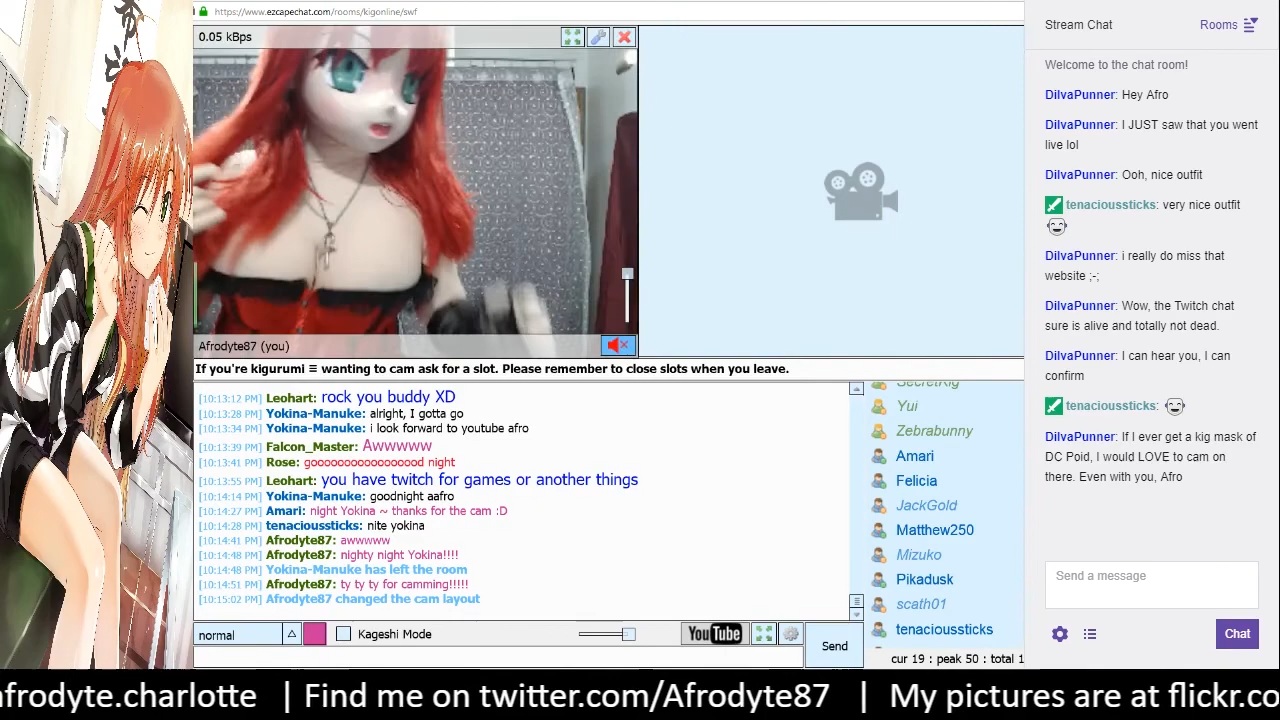 https://www.ezcapechat.com/rooms/kigonline/swf
0.05 kBps
Afrodyte87 (you)
If you're kigurumi ≡ wanting to cam ask for a slot. Please remember to close slots when you leave.
[10:13:12 PM] Leohart: rock you buddy XD
[10:13:28 PM] Yokina-Manuke: alright, I gotta go
[10:13:34 PM] Yokina-Manuke: i look forward to youtube afro
[10:13:39 PM] Falcon_Master: Awwwww
[10:13:41 PM] Rose: gooooooooooooooood night
[10:13:55 PM] Leohart: you have twitch for games or another things
[10:14:14 PM] Yokina-Manuke: goodnight aafro
[10:14:27 PM] Amari: night Yokina ~ thanks for the cam :D
[10:14:28 PM] tenaciousticks: nite yokina
[10:14:41 PM] Afrodyte87: awwwww
[10:14:48 PM] Afrodyte87: nighty night Yokina!!!!
[10:14:48 PM] Yokina-Manuke has left the room
[10:14:51 PM] Afrodyte87: ty ty ty for camming!!!!!
[10:15:02 PM] Afrodyte87 changed the cam layout
SecretKig
Yui
Zebrabunny
Amari
Felicia
JackGold
Matthew250
Mizuko
Pikadusk
scath01
tenaciousticks
normal
Kageshi Mode
YouTube
Send
cur 19 : peak 50 : total 1
Stream Chat
Rooms
Welcome to the chat room!
DilvaPunner: Hey Afro
DilvaPunner: I JUST saw that you went
live lol
DilvaPunner: Ooh, nice outfit
tenaciousssticks: very nice outfit
DilvaPunner: i really do miss that
website ;-;
DilvaPunner: Wow, the Twitch chat
sure is alive and totally not dead.
DilvaPunner: I can hear you, I can
confirm
tenaciousssticks:
DilvaPunner: If I ever get a kig mask of
DC Poid, I would LOVE to cam on
there. Even with you, Afro
Send a message
Chat
afrodyte.charlotte | Find me on twitter.com/Afrodyte87 | My pictures are at flickr.co